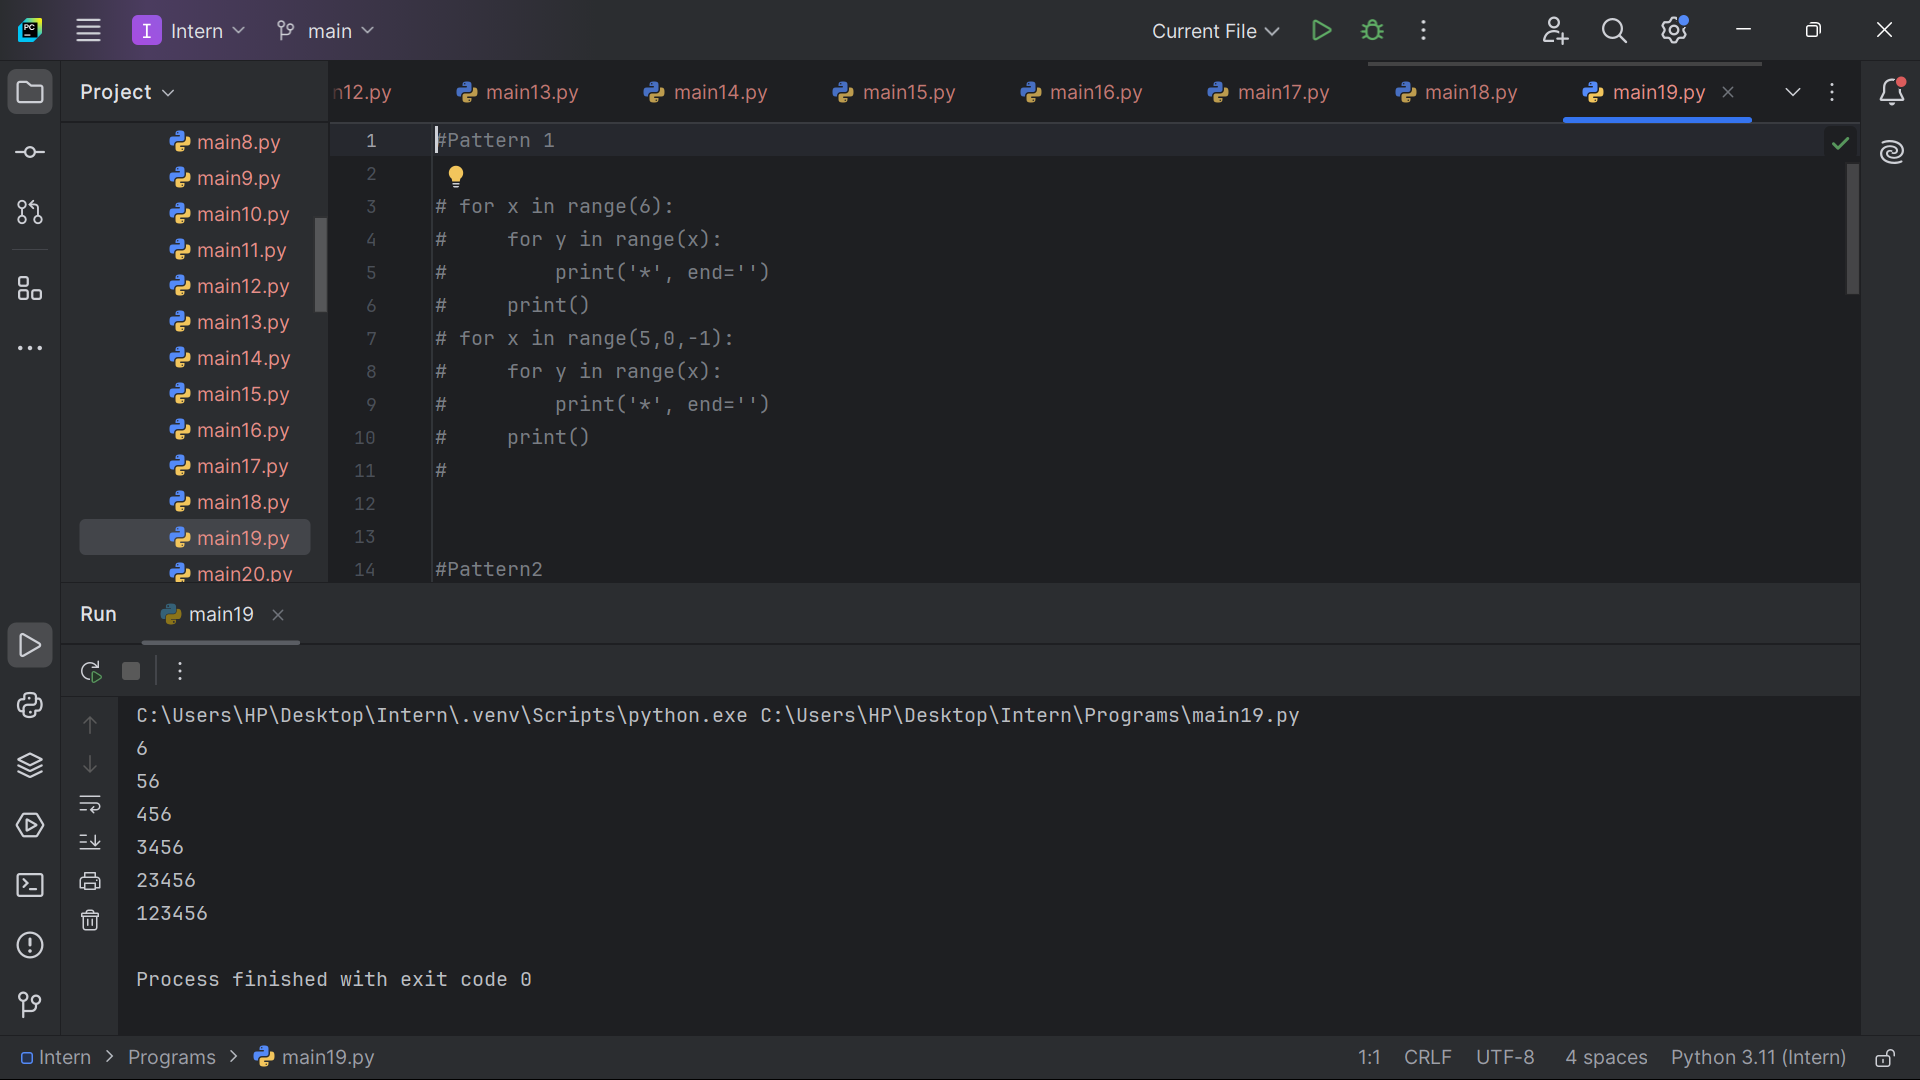 PC
I Intern main Current File
Project
n12.py main13.py main14.py main15.py main16.py main17.py main18.py main19.py
main8.py
main9.py
main10.py
main11.py
main12.py
main13.py
main14.py
main15.py
main16.py
main17.py
main18.py
main19.py
main20.py
1 #Pattern 1
2
3 # for x in range(6):
4 #     for y in range(x):
5 #         print('*', end='')
6 #     print()
7 # for x in range(5,0,-1):
8 #     for y in range(x):
9 #         print('*', end='')
10 #     print()
11 #
12
13
14 #Pattern2
Run main19
C:\Users\HP\Desktop\Intern\.venv\Scripts\python.exe C:\Users\HP\Desktop\Intern\Programs\main19.py
6
56
456
3456
23456
123456
Process finished with exit code 0
Intern > Programs > main19.py 1:1 CRLF UTF-8 4 spaces Python 3.11 (Intern)